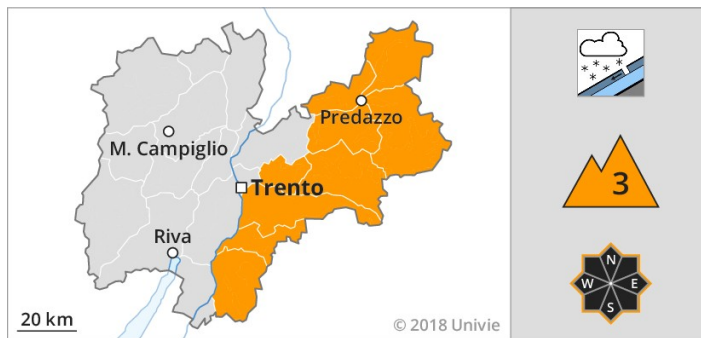 Predazzo
M. Campiglio
Trento
Riva
20 km
© 2018 Univie
3
N
W E
S